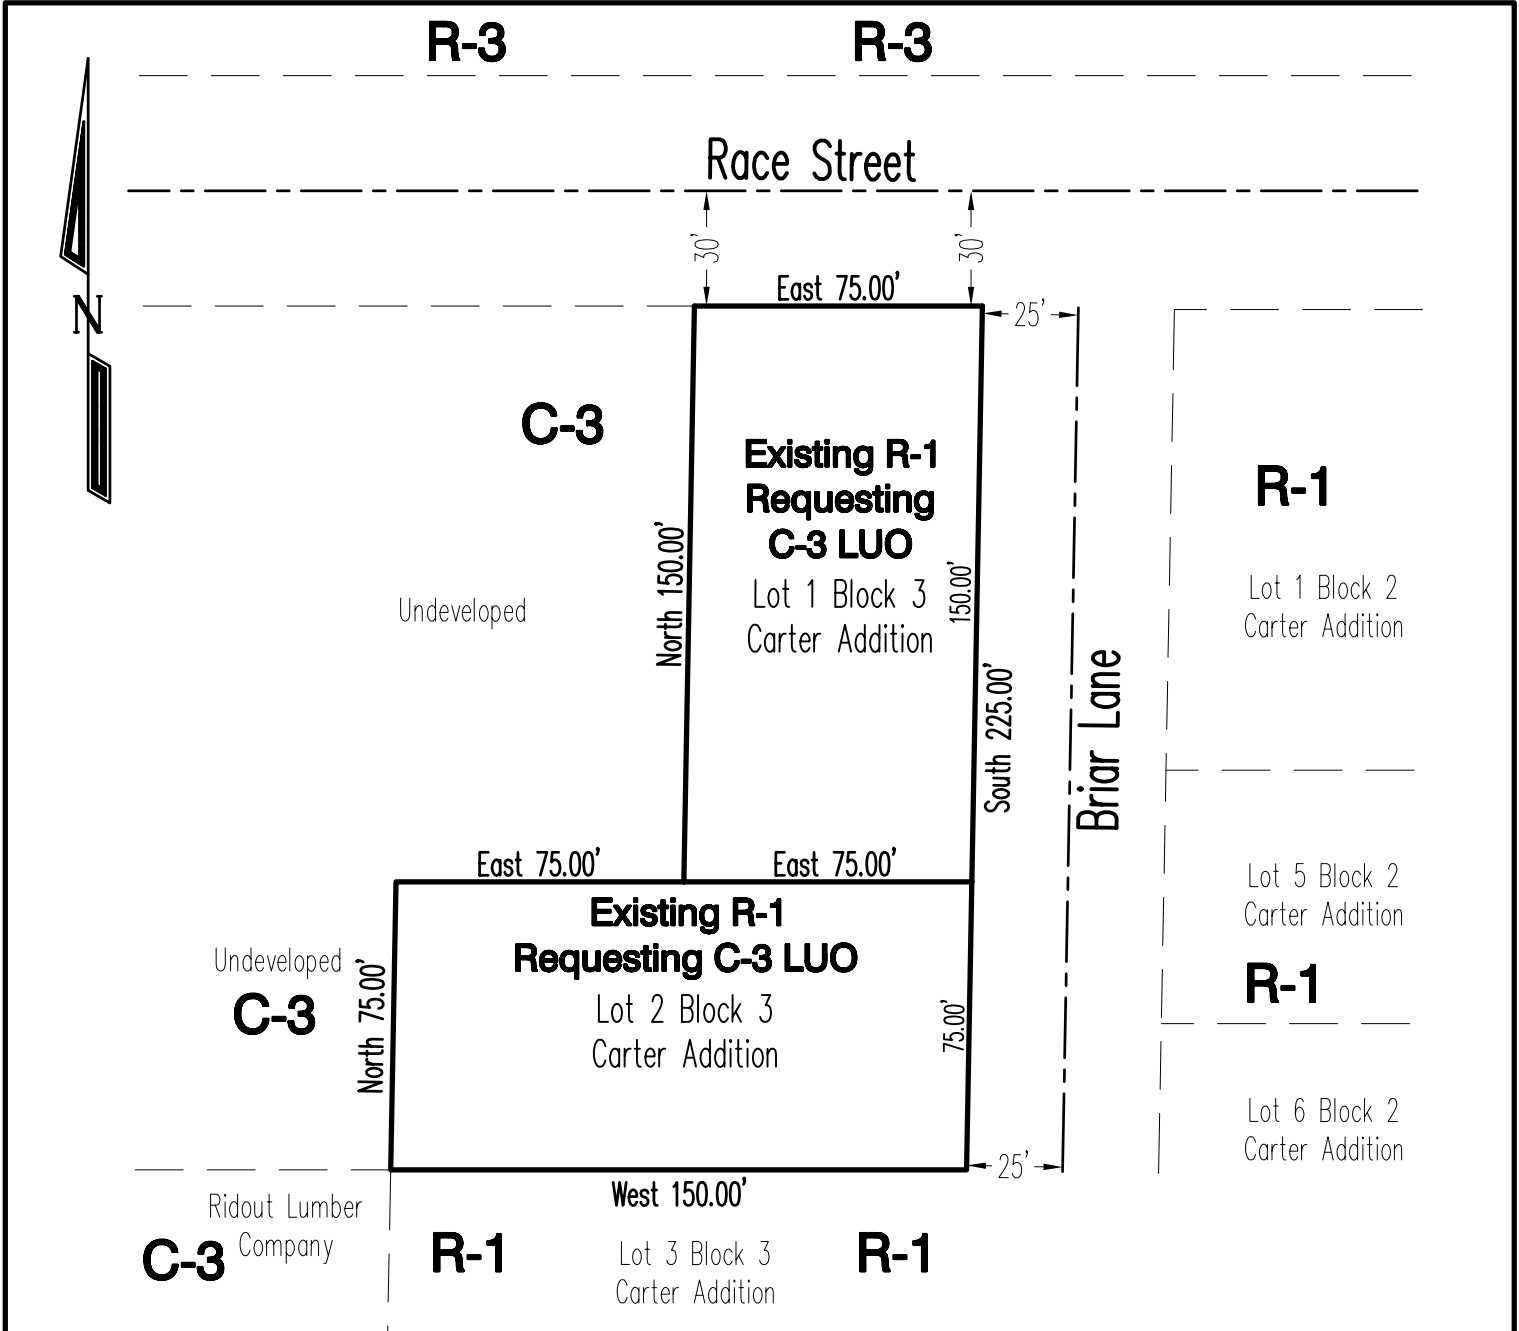 R-3
R-3
Race Street
30'
30'
East 75.00'
25'
N
C-3
Existing R-1
Requesting
C-3 LUO
Lot 1 Block 3
Carter Addition
North 150.00'
150.00'
South 225.00'
Briar Lane
R-1
Lot 1 Block 2
Carter Addition
Undeveloped
East 75.00'
East 75.00'
Existing R-1
Requesting C-3 LUO
Lot 2 Block 3
Carter Addition
Undeveloped
C-3
North 75.00'
75.00'
Lot 5 Block 2
Carter Addition
R-1
Lot 6 Block 2
Carter Addition
25'
West 150.00'
Ridout Lumber
Company
C-3
R-1
Lot 3 Block 3
Carter Addition
R-1